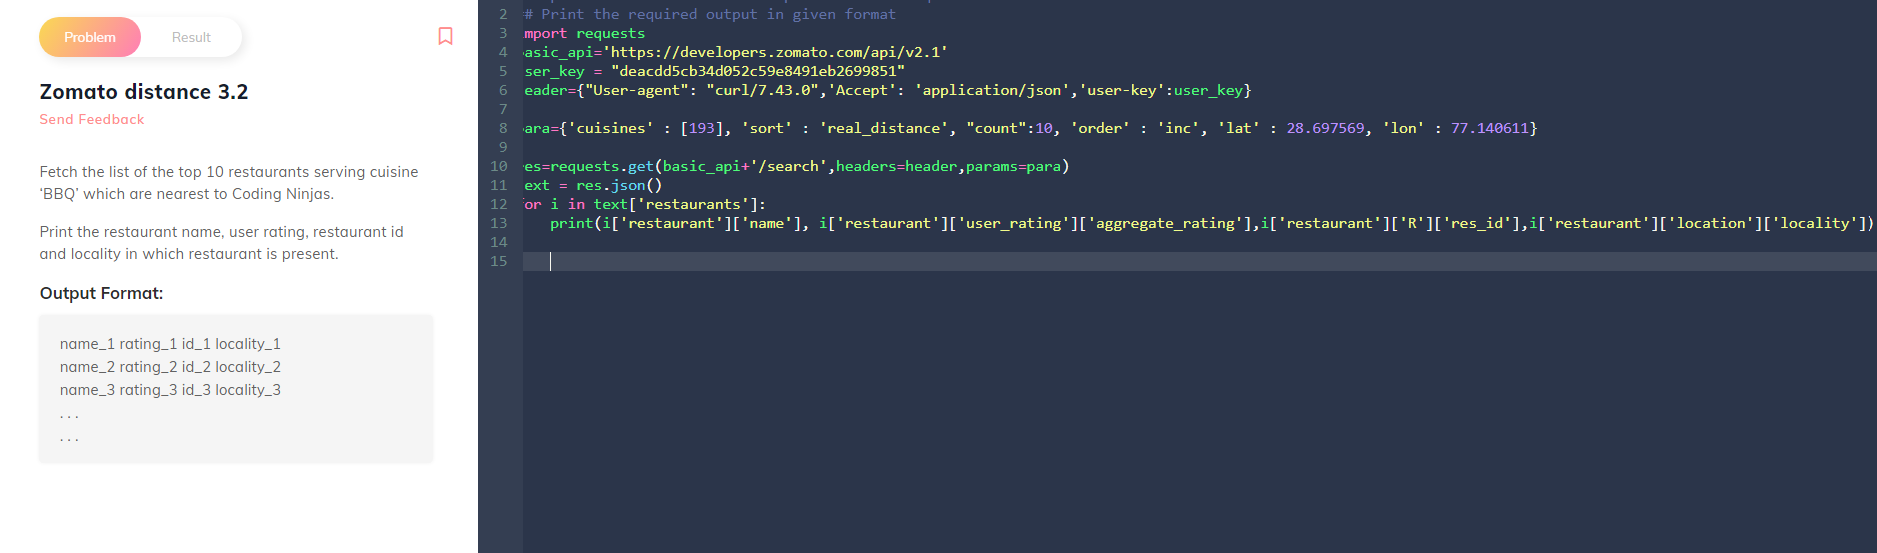 Problem
Result
Zomato distance 3.2
Send Feedback
Fetch the list of the top 10 restaurants serving cuisine
‘BBQ’ which are nearest to Coding Ninjas.
Print the restaurant name, user rating, restaurant id
and locality in which restaurant is present.
Output Format:
name_1 rating_1 id_1 locality_1
name_2 rating_2 id_2 locality_2
name_3 rating_3 id_3 locality_3
. . .
. . .
2 # Print the required output in given format
3 mport requests
4 asic_api='https://developers.zomato.com/api/v2.1'
5 ser_key = "deacdd5cb34d052c59e8491eb2699851"
6 eader={"User-agent": "curl/7.43.0",'Accept': 'application/json','user-key':user_key}
7
8 ara={'cuisines' : [193], 'sort' : 'real_distance', "count":10, 'order' : 'inc', 'lat' : 28.697569, 'lon' : 77.140611}
9
10 res=requests.get(basic_api+'/search',headers=header,params=para)
11 ext = res.json()
12 for i in text['restaurants']:
13 print(i['restaurant']['name'], i['restaurant']['user_rating']['aggregate_rating'],i['restaurant']['R']['res_id'],i['restaurant']['location']['locality'])
14
15